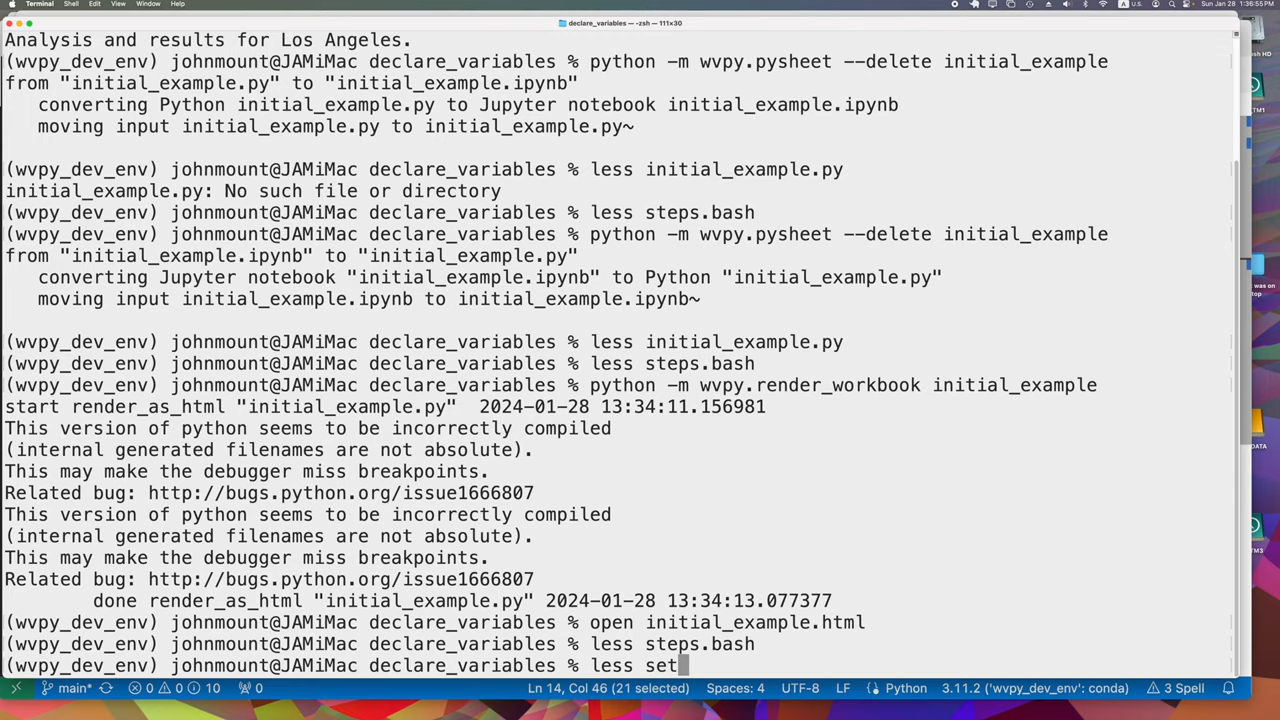 Terminal Shell Edit View Window Help
U.S. Sun Jan 28 1:36:55 PM
declare_variables — -zsh — 111×30
Analysis and results for Los Angeles.
(wvpy_dev_env) johnmount@JAMiMac declare_variables % python -m wvpy.pysheet --delete initial_example
from "initial_example.py" to "initial_example.ipynb"
converting Python initial_example.py to Jupyter notebook initial_example.ipynb
moving input initial_example.py to initial_example.py~
(wvpy_dev_env) johnmount@JAMiMac declare_variables % less initial_example.py
initial_example.py: No such file or directory
(wvpy_dev_env) johnmount@JAMiMac declare_variables % less steps.bash
(wvpy_dev_env) johnmount@JAMiMac declare_variables % python -m wvpy.pysheet --delete initial_example
from "initial_example.ipynb" to "initial_example.py"
converting Jupyter notebook "initial_example.ipynb" to Python "initial_example.py"
moving input initial_example.ipynb to initial_example.ipynb~
(wvpy_dev_env) johnmount@JAMiMac declare_variables % less initial_example.py
(wvpy_dev_env) johnmount@JAMiMac declare_variables % less steps.bash
(wvpy_dev_env) johnmount@JAMiMac declare_variables % python -m wvpy.render_workbook initial_example
start render_as_html "initial_example.py"  2024-01-28 13:34:11.156981
This version of python seems to be incorrectly compiled
(internal generated filenames are not absolute).
This may make the debugger miss breakpoints.
Related bug: http://bugs.python.org/issue1666807
This version of python seems to be incorrectly compiled
(internal generated filenames are not absolute).
This may make the debugger miss breakpoints.
Related bug: http://bugs.python.org/issue1666807
done render_as_html "initial_example.py" 2024-01-28 13:34:13.077377
(wvpy_dev_env) johnmount@JAMiMac declare_variables % open initial_example.html
(wvpy_dev_env) johnmount@JAMiMac declare_variables % less steps.bash
(wvpy_dev_env) johnmount@JAMiMac declare_variables % less set
main* 0 0 10 0 Ln 14, Col 46 (21 selected) Spaces: 4 UTF-8 LF Python 3.11.2 ('wvpy_dev_env': conda) 3 Spell